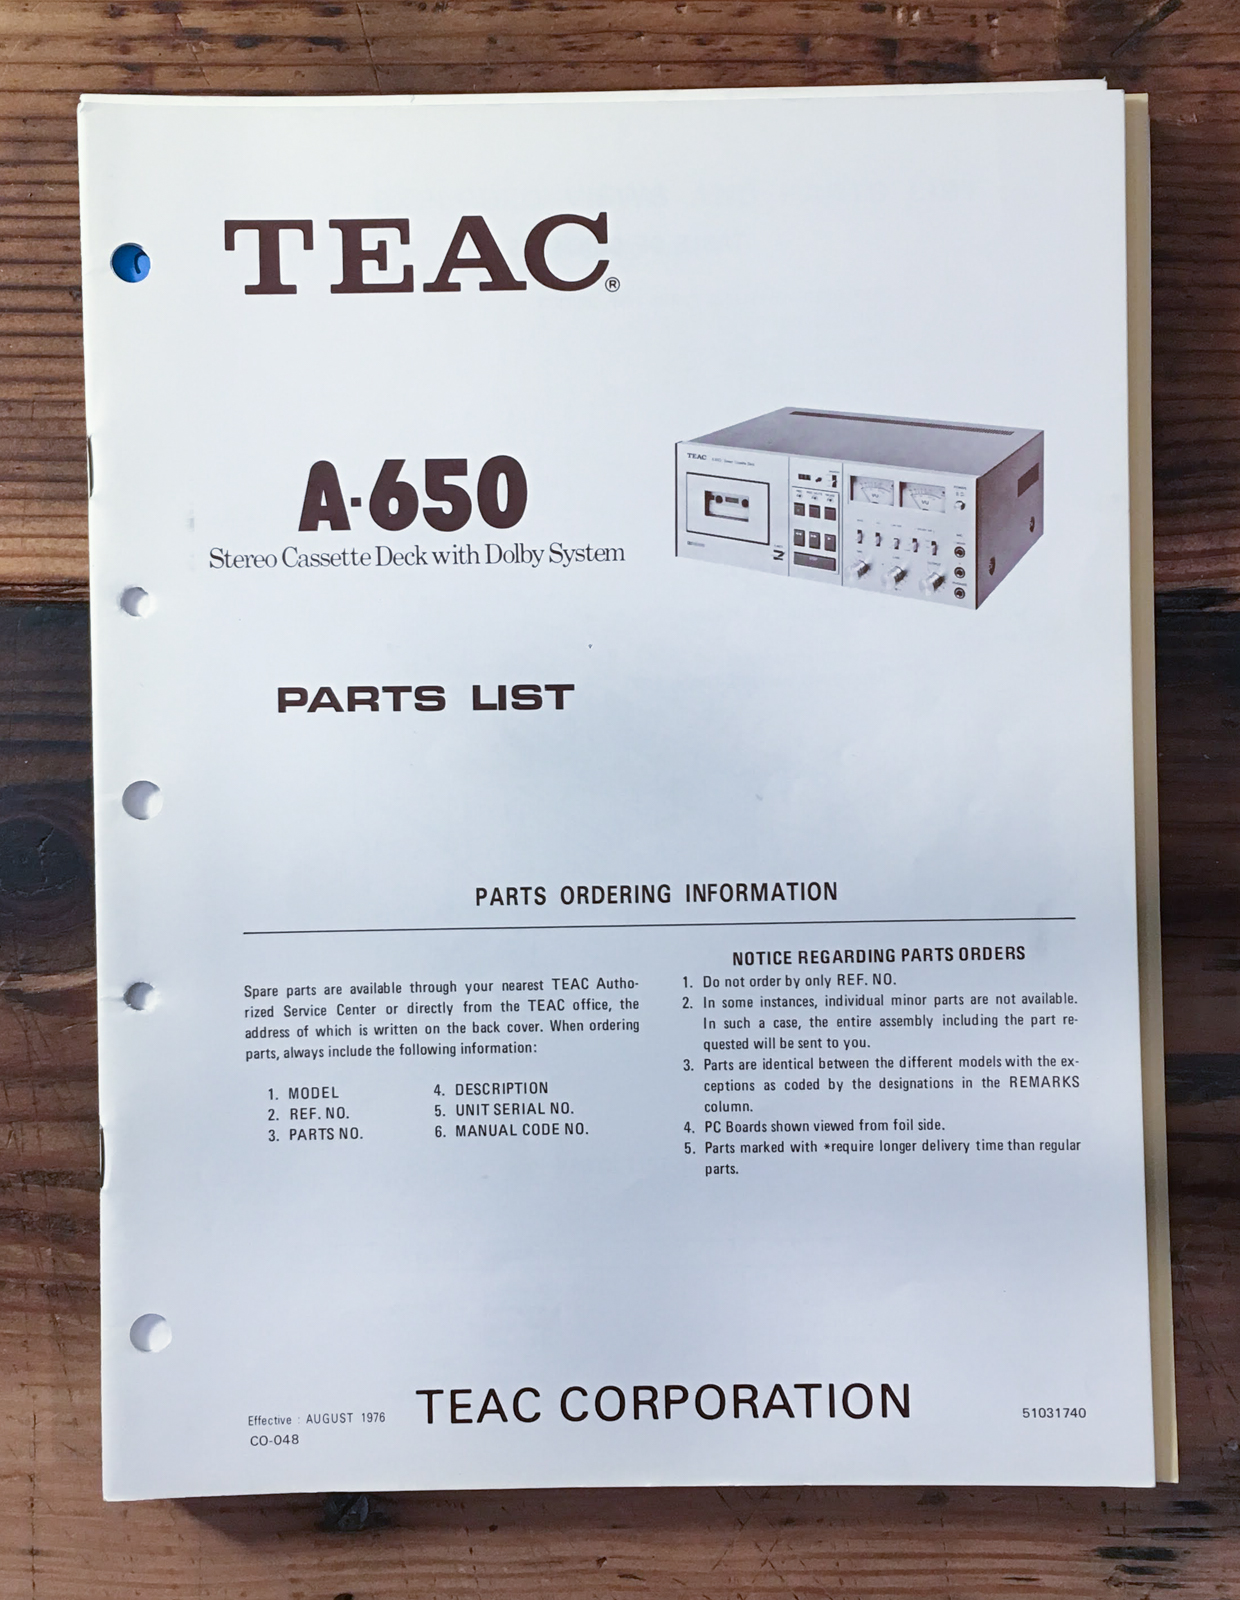 TEAC®
A-650
Stereo Cassette Deck with Dolby System
TEAC
VU
VU
PARTS LIST
PARTS ORDERING INFORMATION
Spare parts are available through your nearest TEAC Autho-
rized Service Center or directly from the TEAC office, the
address of which is written on the back cover. When ordering
parts, always include the following information:
1. MODEL
2. REF. NO.
3. PARTS NO.
4. DESCRIPTION
5. UNIT SERIAL NO.
6. MANUAL CODE NO.
NOTICE REGARDING PARTS ORDERS
1. Do not order by only REF. NO.
2. In some instances, individual minor parts are not available.
In such a case, the entire assembly including the part re-
quested will be sent to you.
3. Parts are identical between the different models with the ex-
ceptions as coded by the designations in the REMARKS
column.
4. PC Boards shown viewed from foil side.
5. Parts marked with *require longer delivery time than regular
parts.
Effective : AUGUST 1976
CO-048
TEAC CORPORATION
51031740